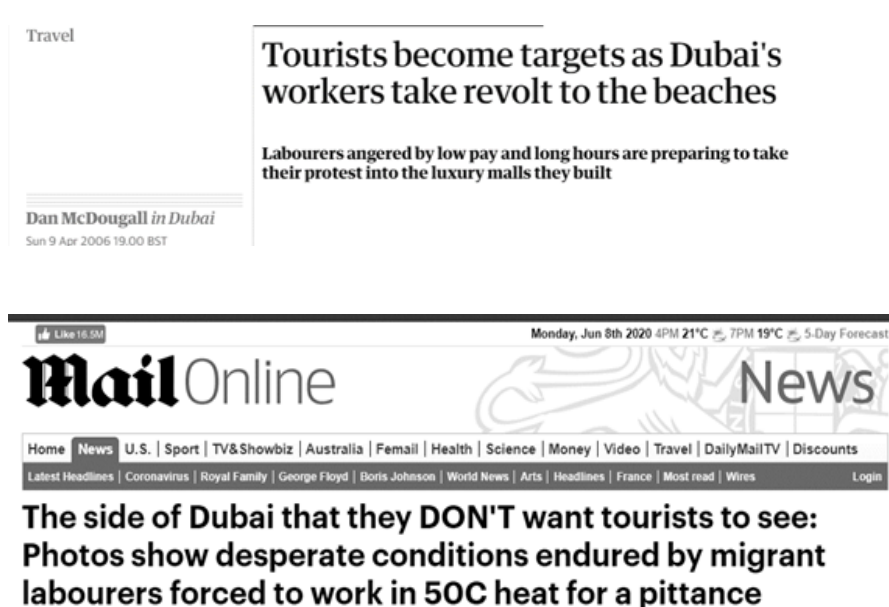 Travel
Tourists become targets as Dubai's
workers take revolt to the beaches
Labourers angered by low pay and long hours are preparing to take
their protest into the luxury malls they built
Dan McDougall in Dubai
Sun 9 Apr 2006 19.00 BST
Like 16.5M
Monday, Jun 8th 2020 4PM 21°C 7PM 19°C 5-Day Forecast
Mail Online
News
Home News U.S. | Sport | TV&Showbiz | Australia | Femail | Health | Science | Money | Video | Travel | DailyMailTV | Discounts
Latest Headlines | Coronavirus | Royal Family | George Floyd | Boris Johnson | World News | Arts | Headlines | France | Most read | Wires Login
The side of Dubai that they DON'T want tourists to see:
Photos show desperate conditions endured by migrant
labourers forced to work in 50C heat for a pittance